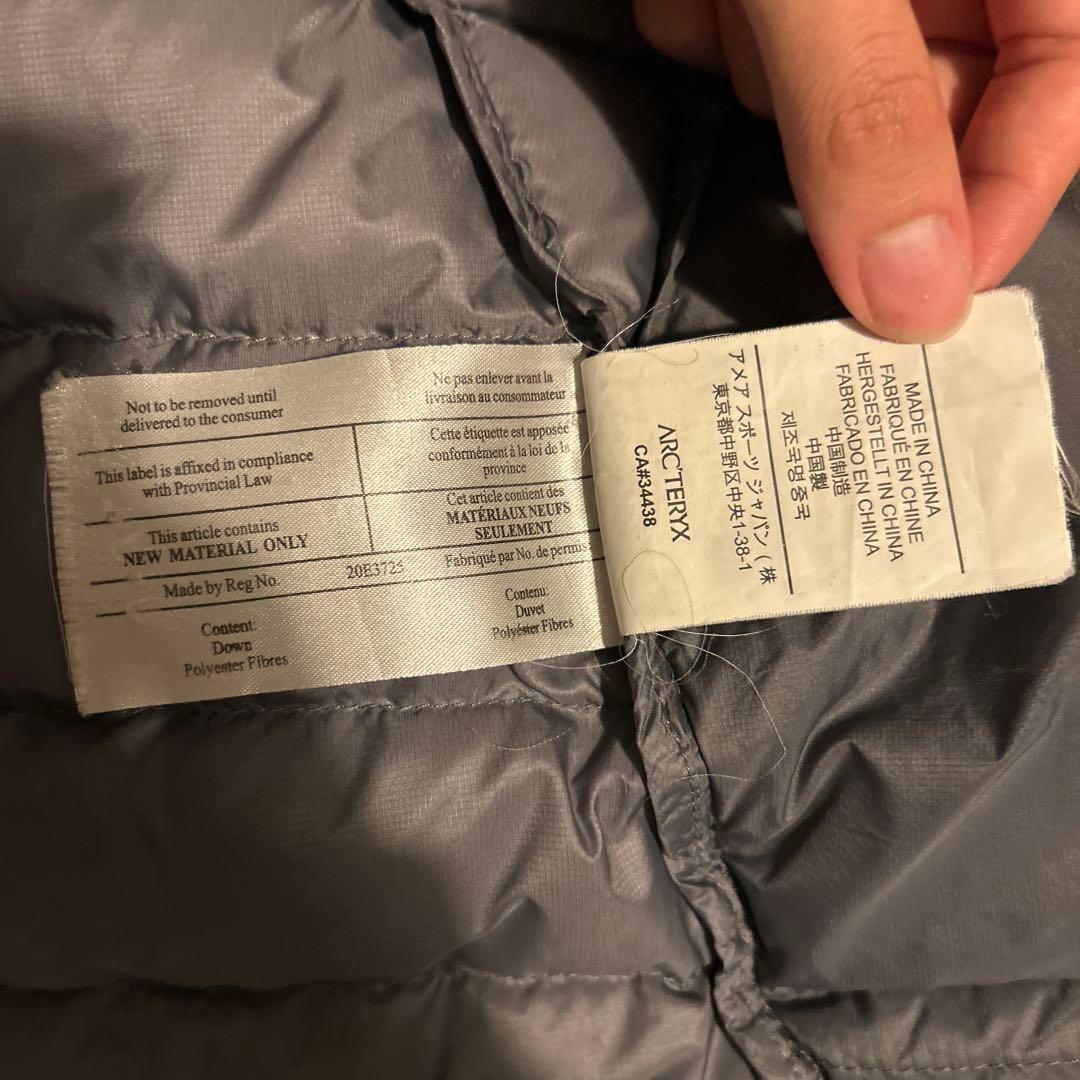 Not to be removed until
delivered to the consumer
Ne pas enlever avant la
livraison au consommateur
This label is affixed in compliance
with Provincial Law
Cette étiquette est apposée
conformément à la loi de la
province
This article contains
NEW MATERIAL ONLY
Cet article contient des
MATÉRIAUX NEUFS
SEULEMENT
Made by Reg No.
20E3725
Fabriqué par No. de permis
Content:
Down
Polyester Fibres
Contenu:
Duvet
Polyéster Fibres
MADE IN CHINA
FABRIQUÉ EN CHINE
HERGESTELLT IN CHINA
FABRICADO EN CHINA
中国制造
中国製
제조국명중국
アメア スポーツ ジャパン ( 株
東京都中野区中央1-38-1
ARC'TERYX
CA#34438